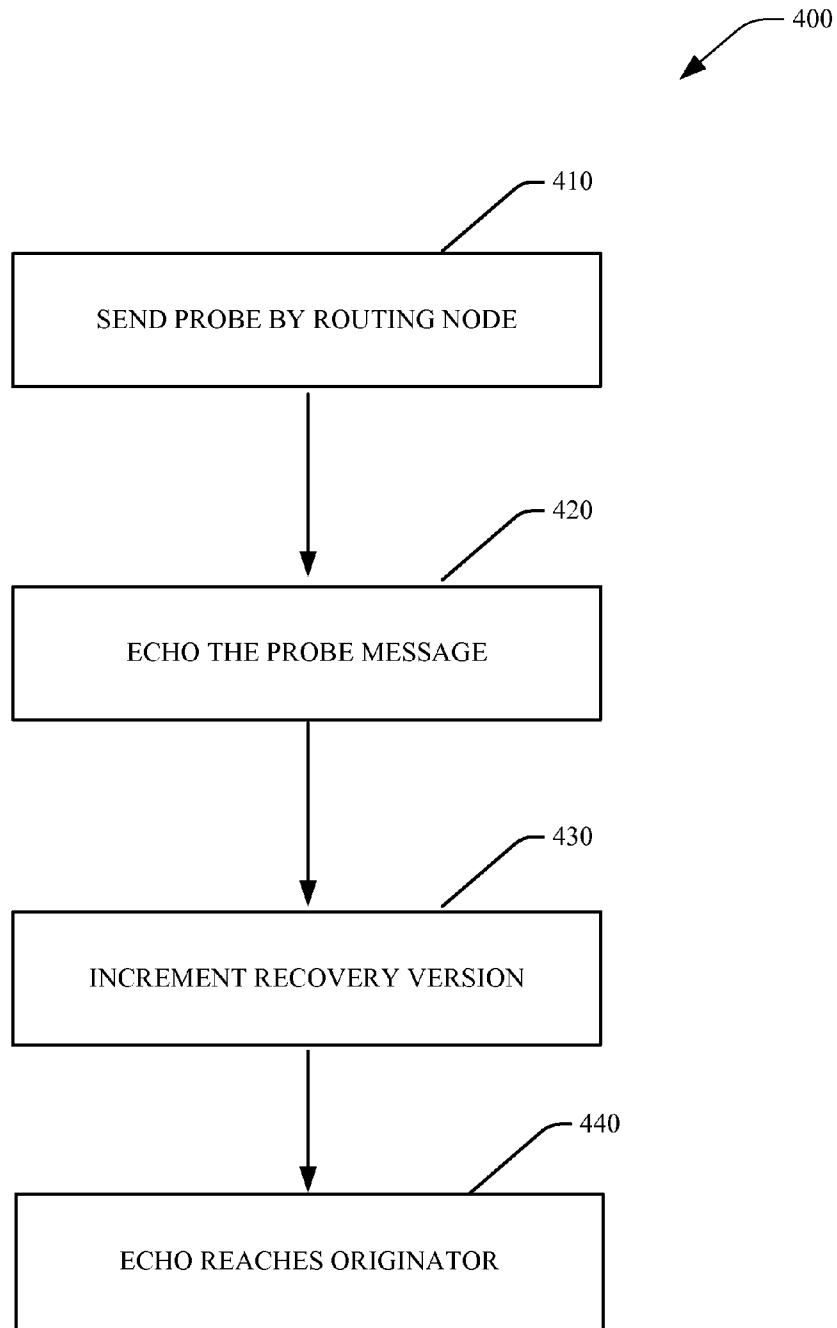 400
410
SEND PROBE BY ROUTING NODE
420
ECHO THE PROBE MESSAGE
430
INCREMENT RECOVERY VERSION
440
ECHO REACHES ORIGINATOR